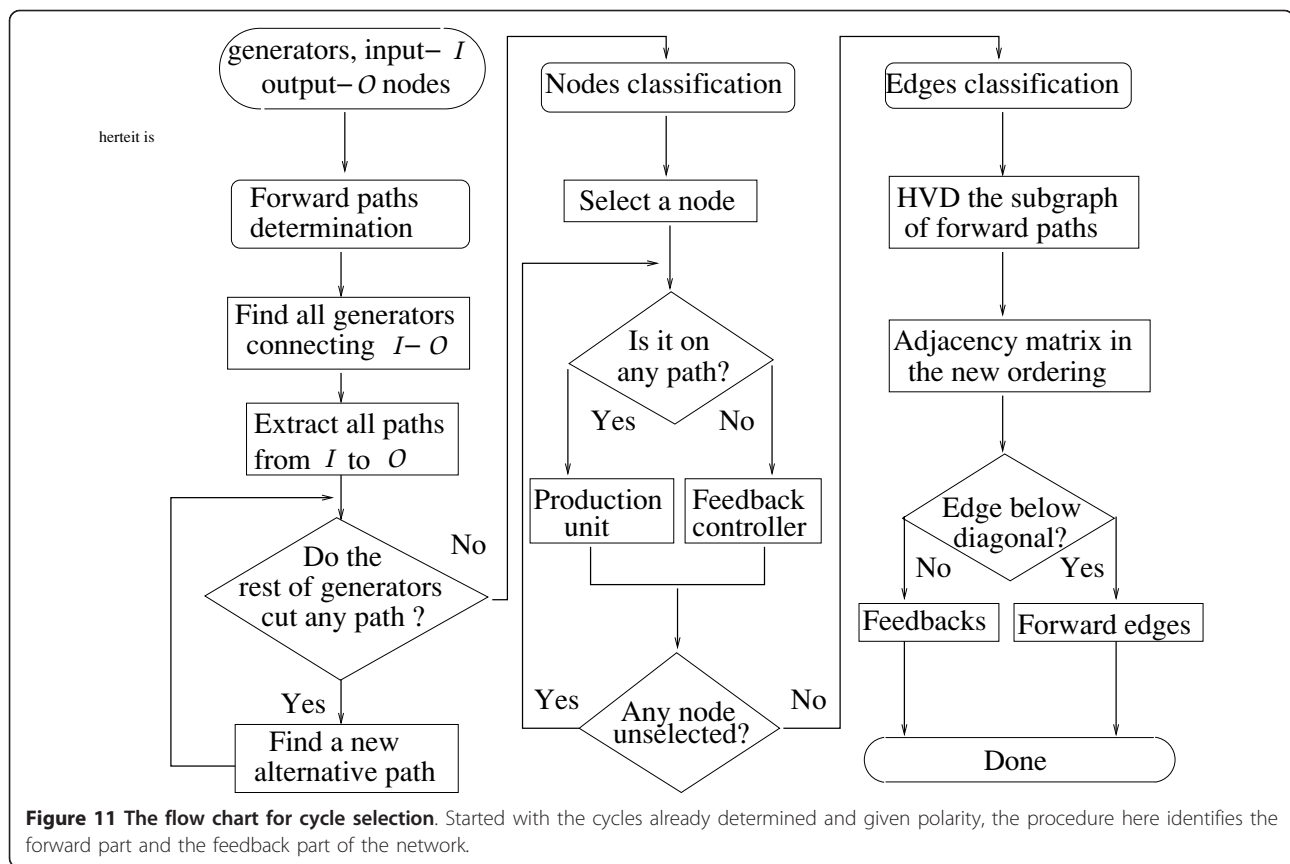 generators, input– I
output– O nodes
herteit is
Forward paths
determination
Find all generators
connecting I– O
Extract all paths
from I to O
Do the
rest of generators
cut any path ?
No
Yes
Find a new
alternative path
Nodes classification
Select a node
Is it on
any path?
Yes
No
Production
unit
Feedback
controller
Any node
unselected?
Yes
No
Edges classification
HVD the subgraph
of forward paths
Adjacency matrix in
the new ordering
Edge below
diagonal?
No
Yes
Feedbacks
Forward edges
Done
Figure 11 The flow chart for cycle selection. Started with the cycles already determined and given polarity, the procedure here identifies the
forward part and the feedback part of the network.